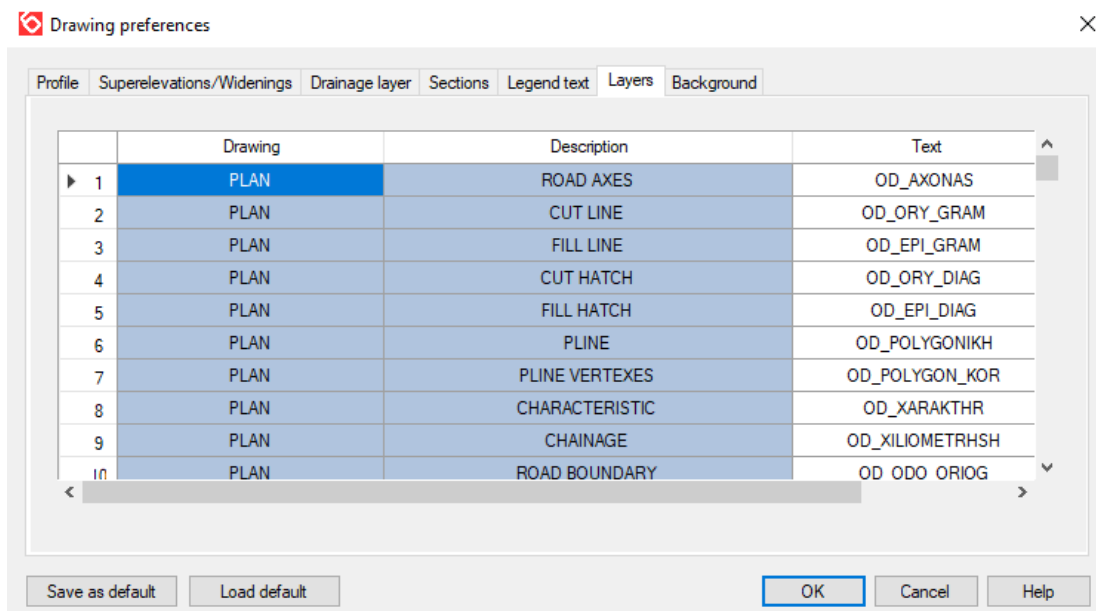 Drawing preferences
Profile Superelevations/Widenings Drainage layer Sections Legend text Layers Background
Drawing Description Text
1 PLAN ROAD AXES OD_AXONAS
2 PLAN CUT LINE OD_ORY_GRAM
3 PLAN FILL LINE OD_EPI_GRAM
4 PLAN CUT HATCH OD_ORY_DIAG
5 PLAN FILL HATCH OD_EPI_DIAG
6 PLAN PLINE OD_POLYGONIKH
7 PLAN PLINE VERTEXES OD_POLYGON_KOR
8 PLAN CHARACTERISTIC OD_XARAKTHR
9 PLAN CHAINAGE OD_XILIOMETRHSH
10 PLAN ROAD BOUNDARY OD_ODO_ORIOG
Save as default Load default OK Cancel Help